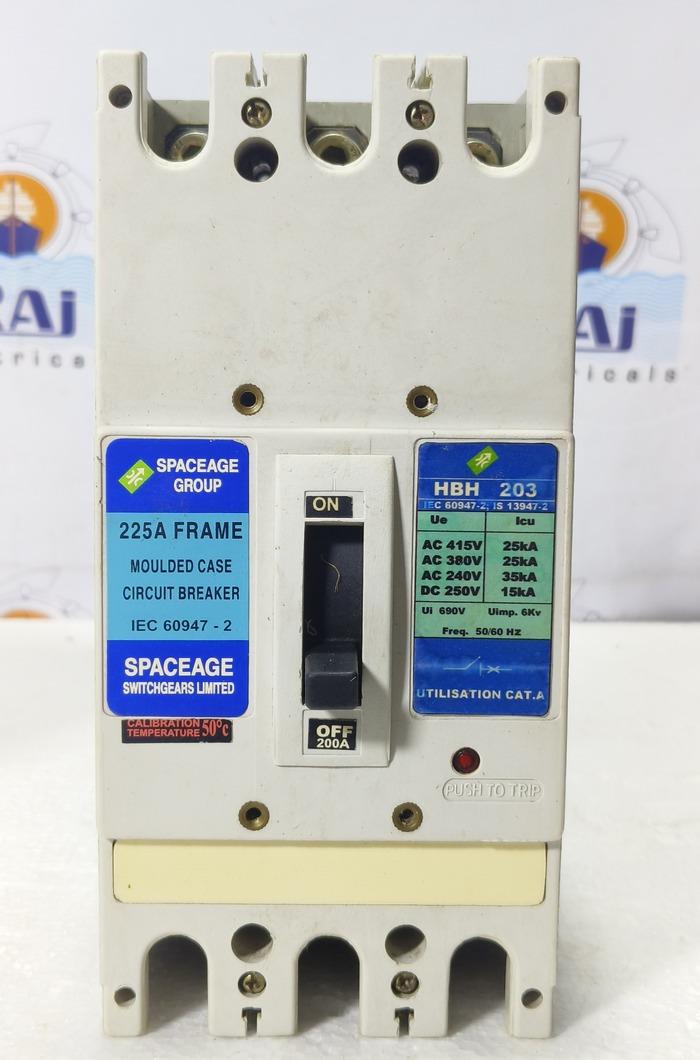 RAj
RAj
trica
ricals
SPACEAGE
GROUP
225A FRAME
MOULDED CASE
CIRCUIT BREAKER
IEC 60947 - 2
SPACEAGE
SWITCHGEARS LIMITED
CALIBRATION
TEMPERATURE 50°c
ON
OFF
200A
HBH 203
IEC 60947-2, IS 13947-2
Ue Icu
AC 415V 25kA
AC 380V 25kA
AC 240V 35kA
DC 250V 15kA
Ui 690V Uimp. 6Kv
Freq. 50/60 Hz
UTILISATION CAT.A
PUSH TO TRIP